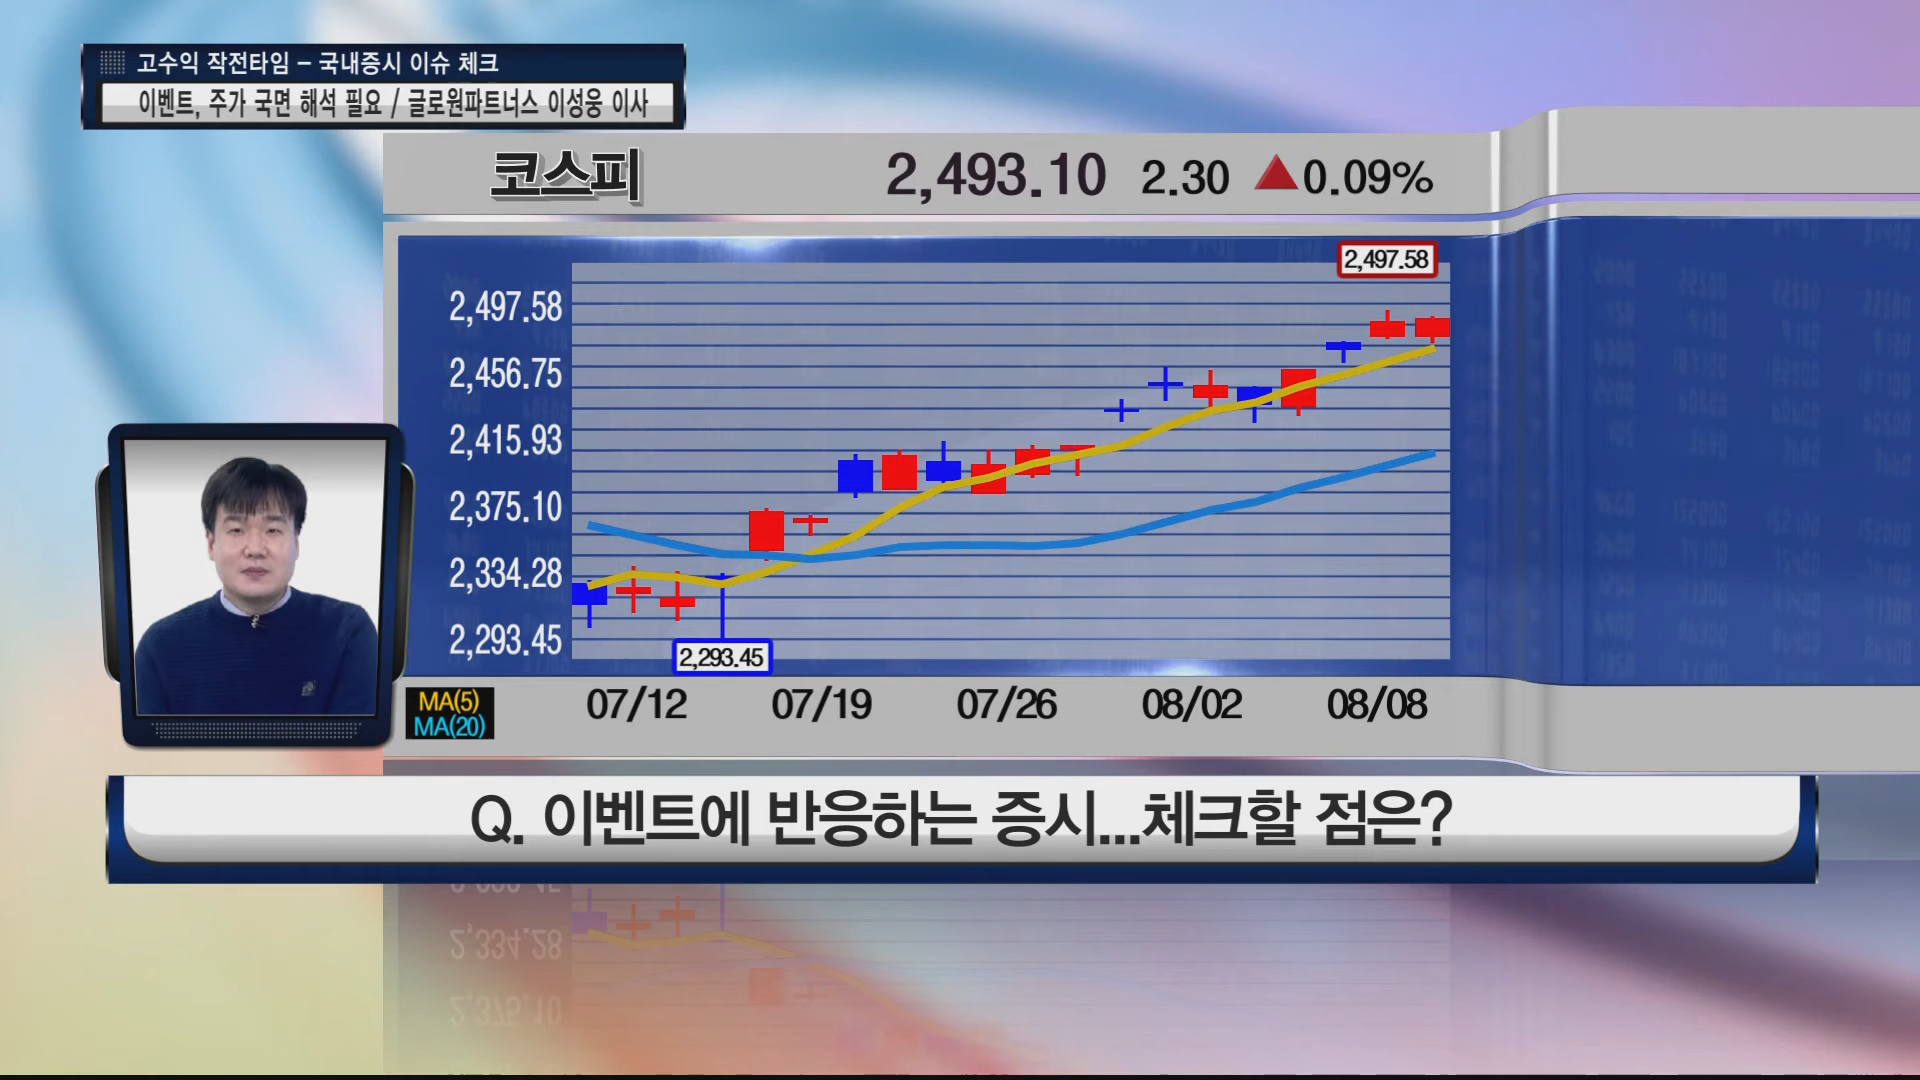 고수익 작전타임 – 국내증시 이슈 체크
이벤트, 주가 국면 해석 필요 / 글로원파트너스 이성웅 이사
코스피 2,493.10 2.30 ▲0.09%
2,497.58
2,497.58
2,456.75
2,415.93
2,375.10
2,334.28
2,293.45
2,293.45
MA(5)
MA(20)
07/12 07/19 07/26 08/02 08/08
Q. 이벤트에 반응하는 증시...체크할 점은?